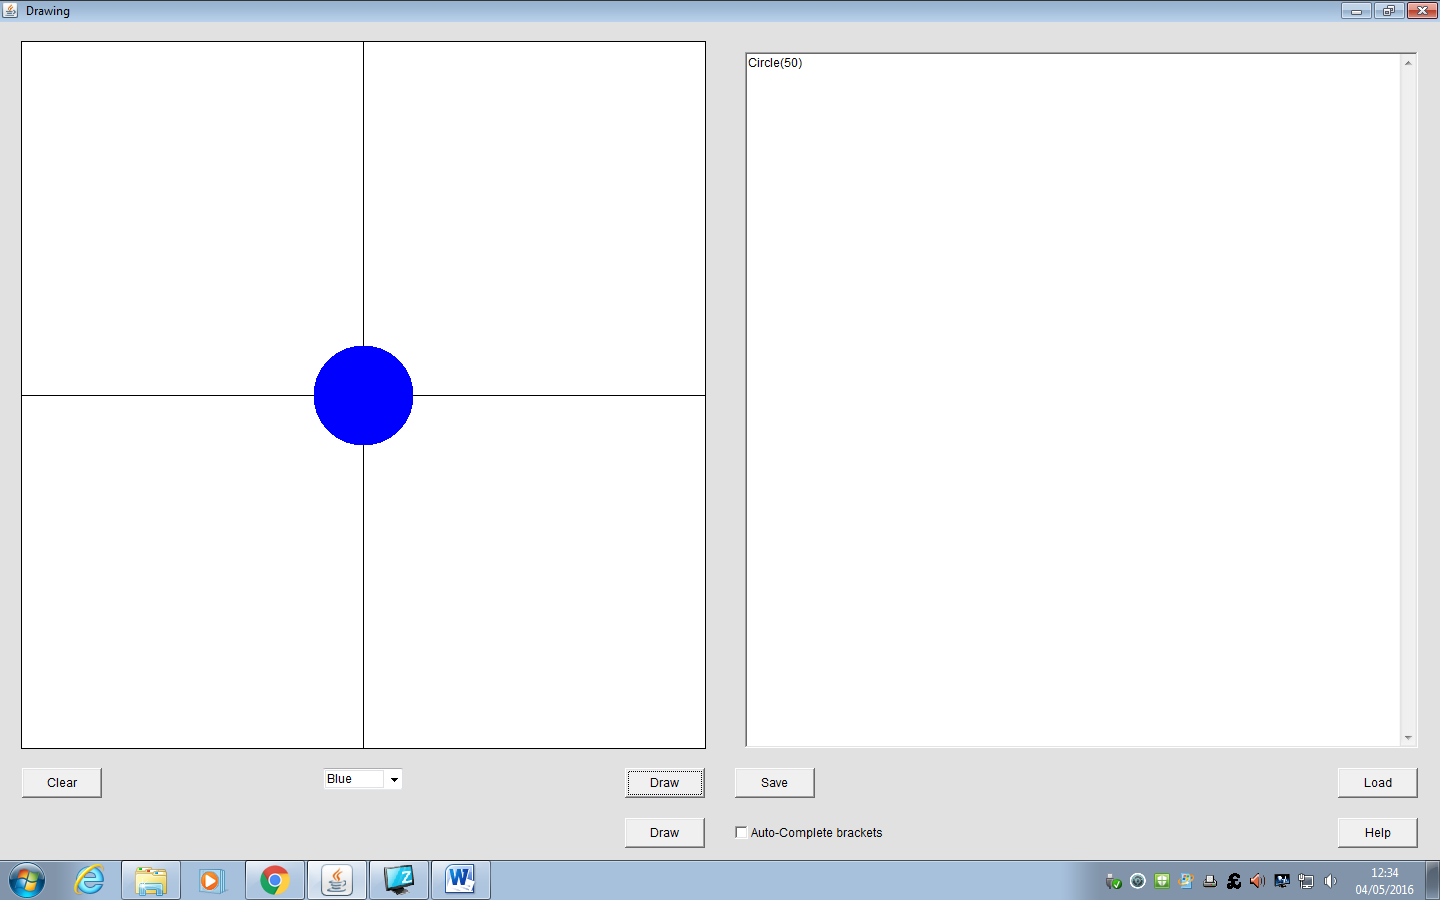 Drawing
Circle(50)
Clear
Blue
Draw
Save
Load
Draw
Auto-Complete brackets
Help
12:34
04/05/2016